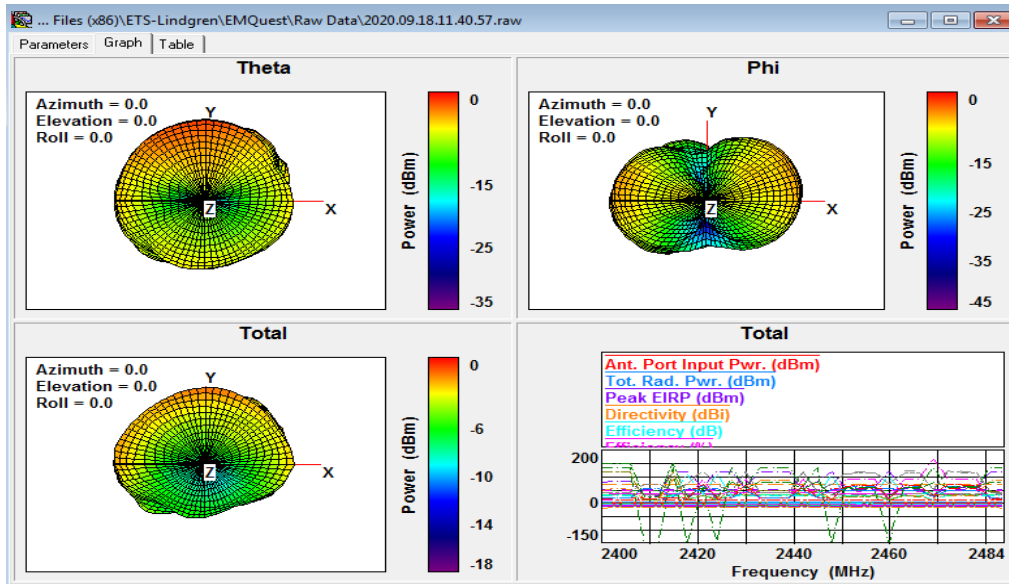 ... Files (x86)\ETS-Lindgren\EMQuest\Raw Data\2020.09.18.11.40.57.raw
Parameters Graph Table
Theta
Azimuth = 0.0
Elevation = 0.0
Roll = 0.0
Y
X
Z
0
-15
-25
-35
Power (dBm)
Phi
Azimuth = 0.0
Elevation = 0.0
Roll = 0.0
Y
X
Z
0
-15
-25
-35
-45
Power (dBm)
Total
Azimuth = 0.0
Elevation = 0.0
Roll = 0.0
Y
X
Z
0
-6
-10
-14
-18
Power (dBm)
Total
Ant. Port Input Pwr. (dBm)
Tot. Rad. Pwr. (dBm)
Peak EIRP (dBm)
Directivity (dBi)
Efficiency (dB)
Efficiency (%)
200
0
-150
2400 2420 2440 2460 2484
Frequency (MHz)